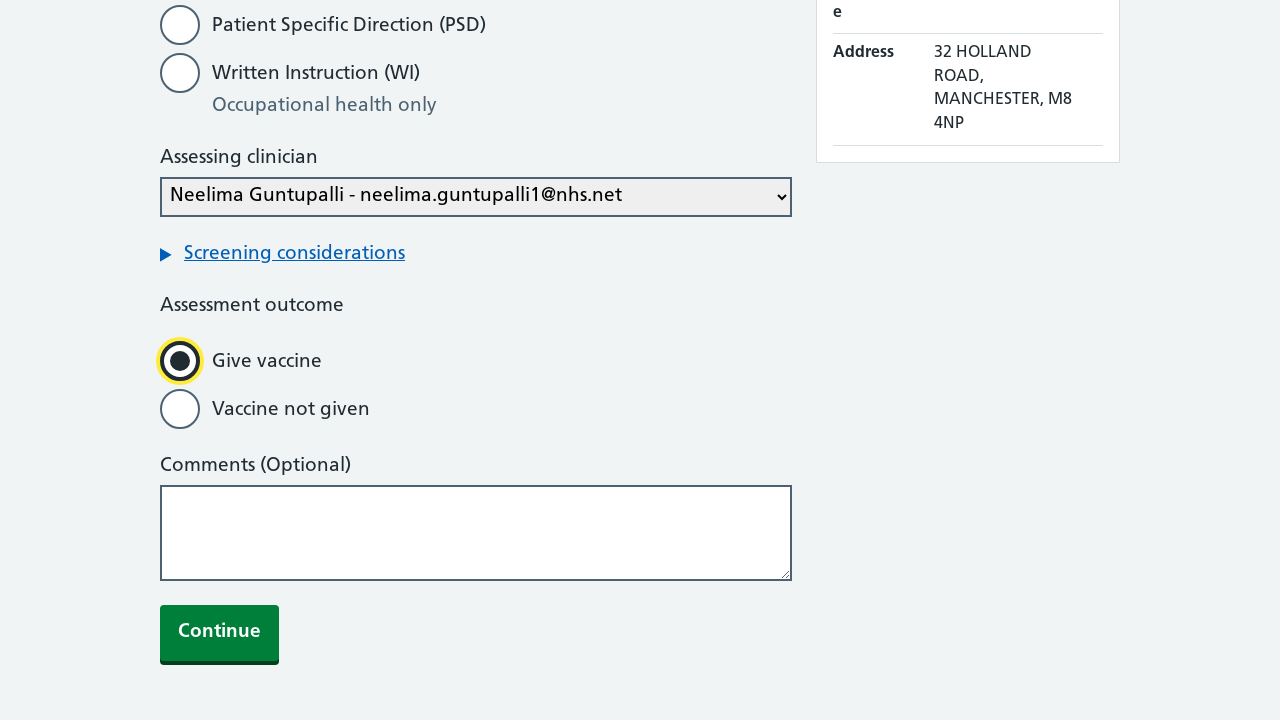 Patient Specific Direction (PSD)
Written Instruction (WI)
Occupational health only
Assessing clinician
Neelima Guntupalli - neelima.guntupalli1@nhs.net
Screening considerations
Assessment outcome
Give vaccine
Vaccine not given
Comments (Optional)
Continue
e
Address
32 HOLLAND
ROAD,
MANCHESTER, M8
4NP